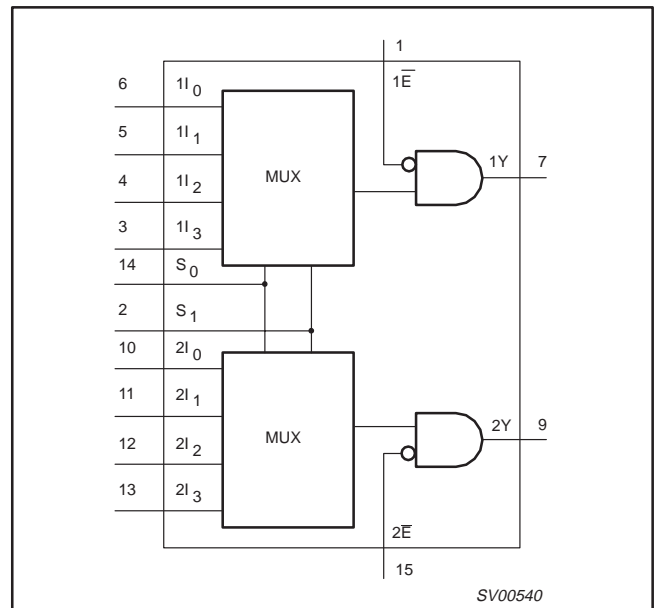 1
1E̅
6 1I₀
5 1I₁
MUX
1Y 7
4 1I₂
3 1I₃
14 S₀
2 S₁
10 2I₀
11 2I₁
MUX
2Y 9
12 2I₂
13 2I₃
2E̅
15
SV00540